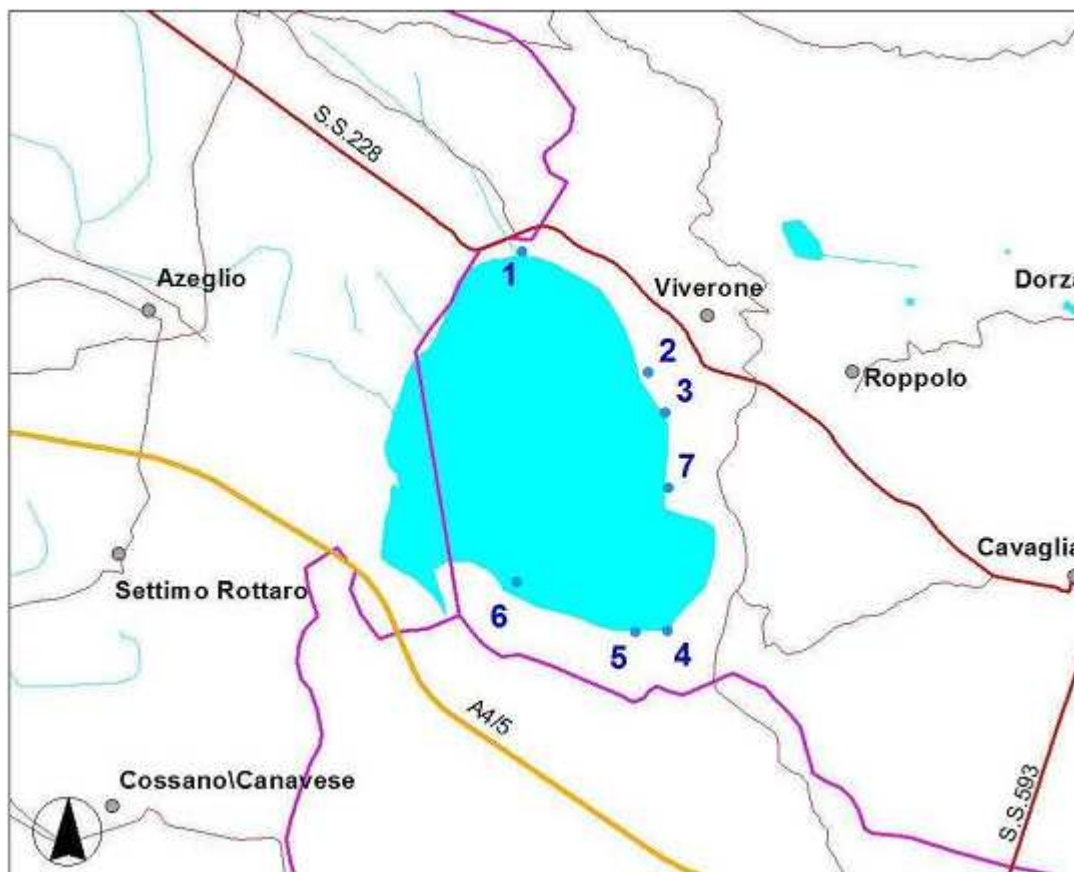 S.S.228
Azeglio
1
Viverone
Dorza
2
Roppolo
3
7
Cavaglia
Settimo Rottaro
6
5
4
A4/5
Cossano\Canavese
S.S.593